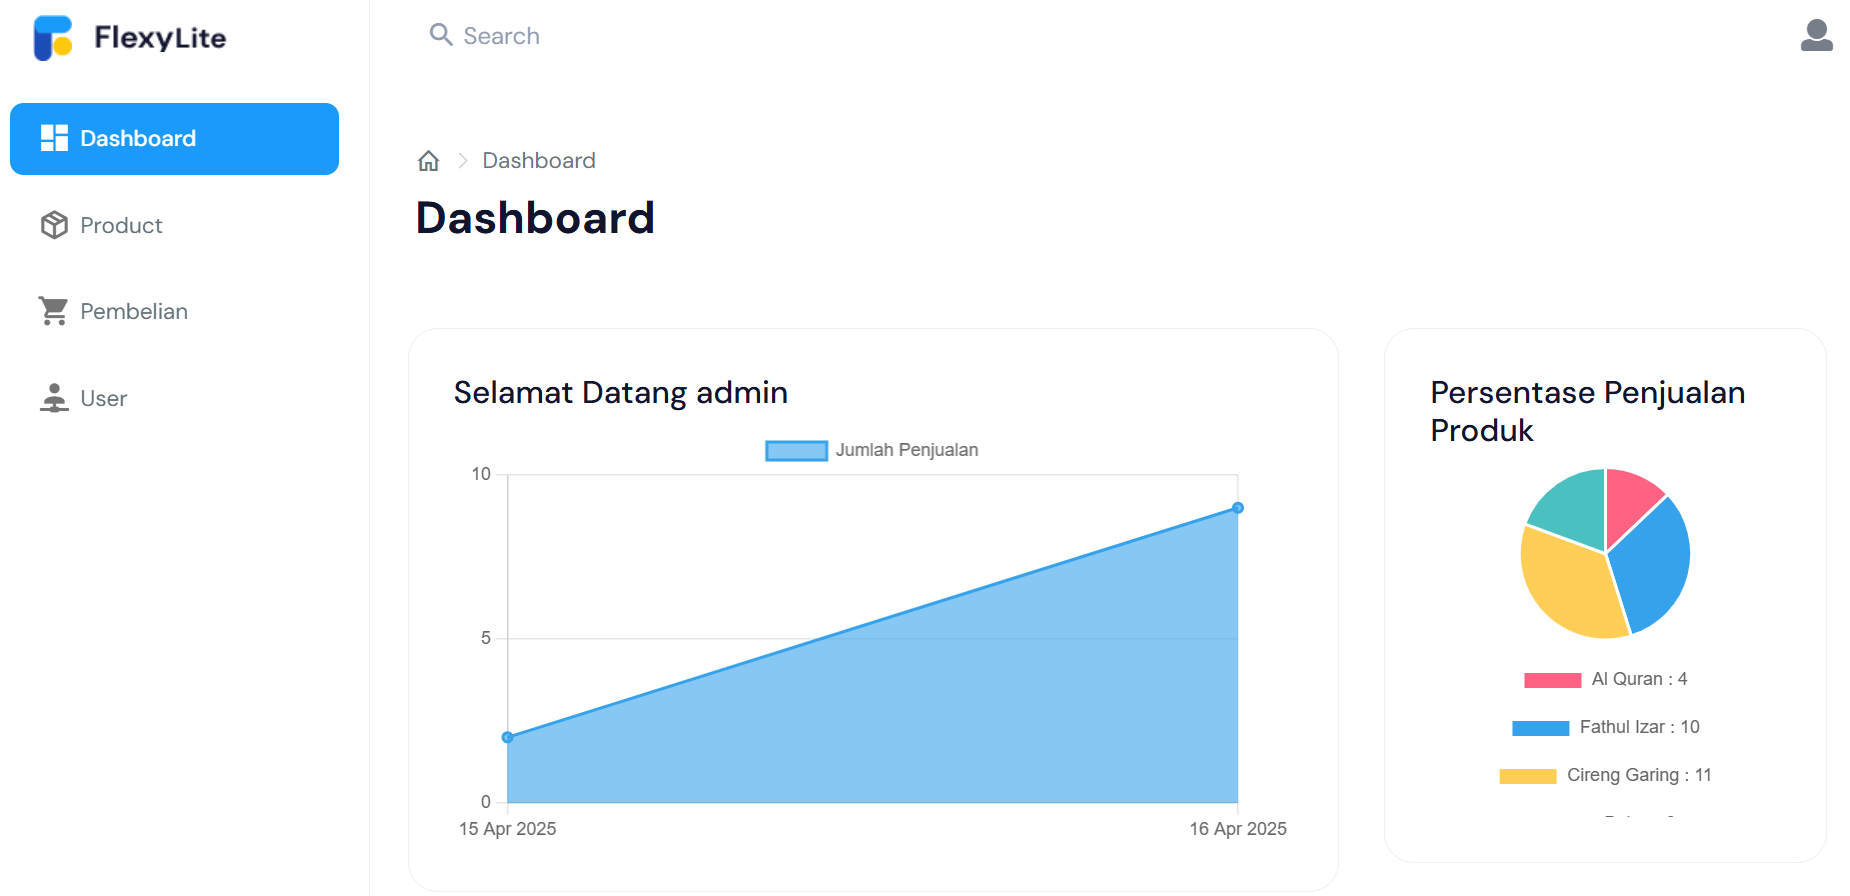 FlexyLite
Search
Dashboard
Product
Pembelian
User
Dashboard
Dashboard
Selamat Datang admin
Jumlah Penjualan
10
5
0
15 Apr 2025
16 Apr 2025
Persentase Penjualan
Produk
Al Quran : 4
Fathul Izar : 10
Cireng Garing : 11